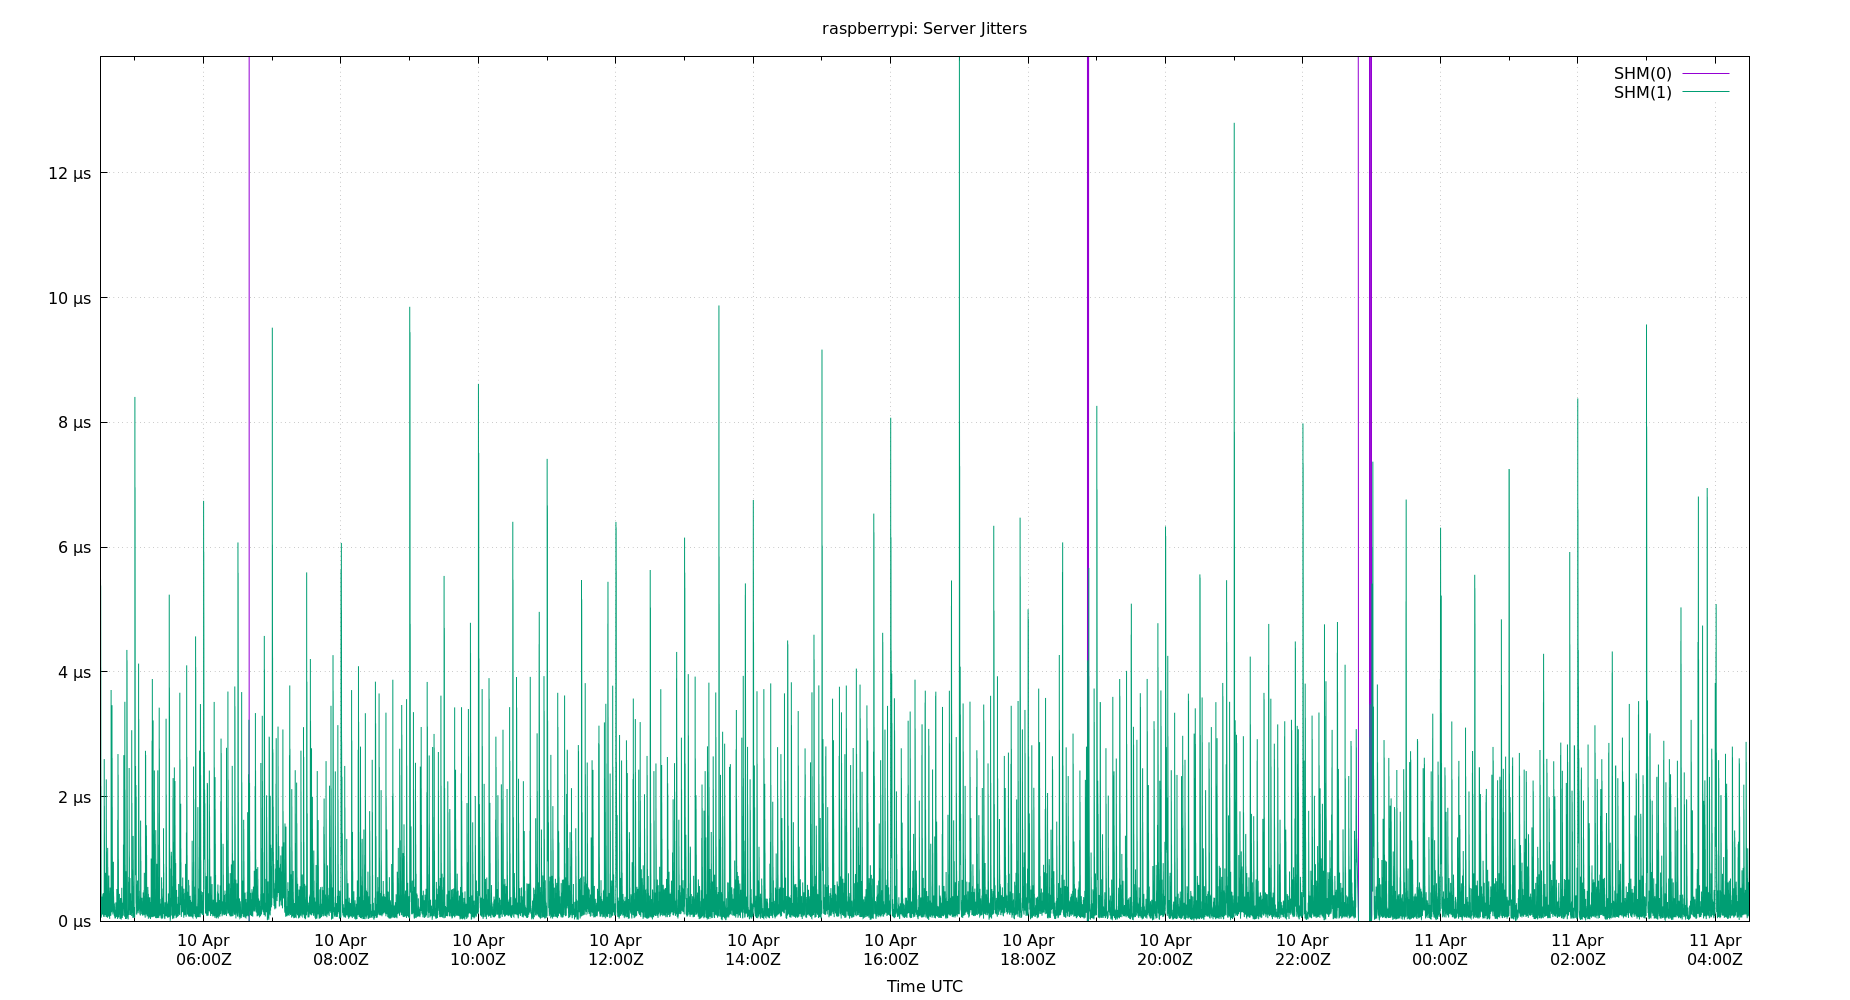 raspberrypi: Server Jitters
SHM(0)
SHM(1)
12 µs
10 µs
8 µs
6 µs
4 µs
2 µs
0 µs
10 Apr 10 Apr 10 Apr 10 Apr 10 Apr 10 Apr 10 Apr 10 Apr 10 Apr 11 Apr 11 Apr 11 Apr
06:00Z 08:00Z 10:00Z 12:00Z 14:00Z 16:00Z 18:00Z 20:00Z 22:00Z 00:00Z 02:00Z 04:00Z
Time UTC